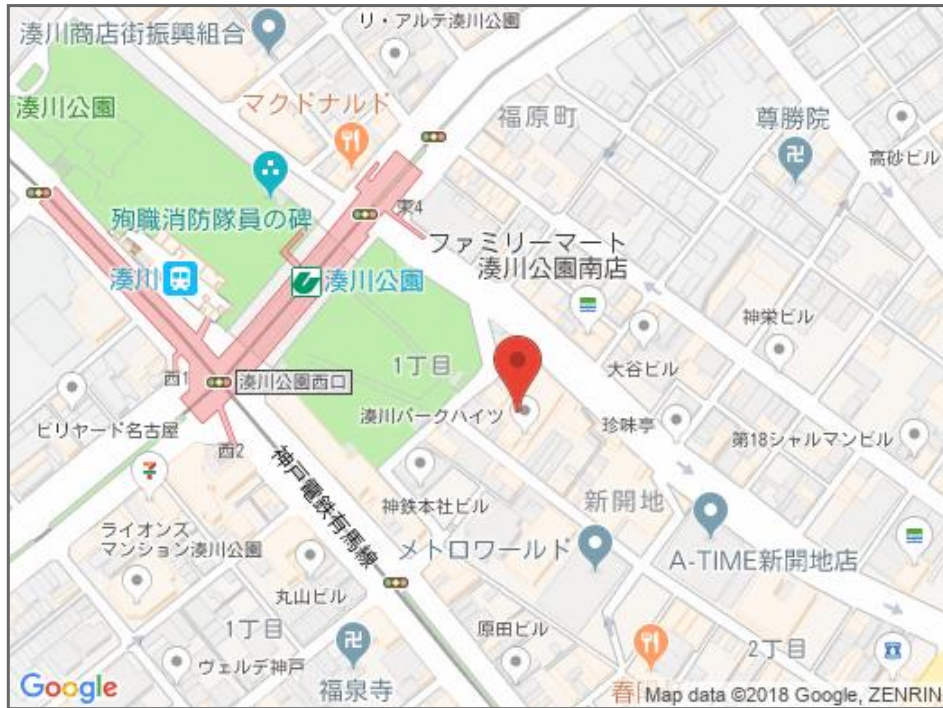 リ・アルテ湊川公園
湊川商店街振興組合
湊川公園
マクドナルド
福原町
尊勝院
高砂ビル
殉職消防隊員の碑
東4
ファミリーマート
湊川公園南店
湊川
湊川公園
神栄ビル
1丁目
大谷ビル
西1
湊川公園西口
湊川パークハイツ
珍味亭
第18シャルマンビル
ビリヤード名古屋
西2
神戸電鉄有馬線
神鉄本社ビル
新開地
ライオンズ
マンション湊川公園
メトロワールド
A-TIME新開地店
丸山ビル
1丁目
原田ビル
2丁目
ヴェルデ神戸
福泉寺
春
Google
Map data ©2018 Google, ZENRIN